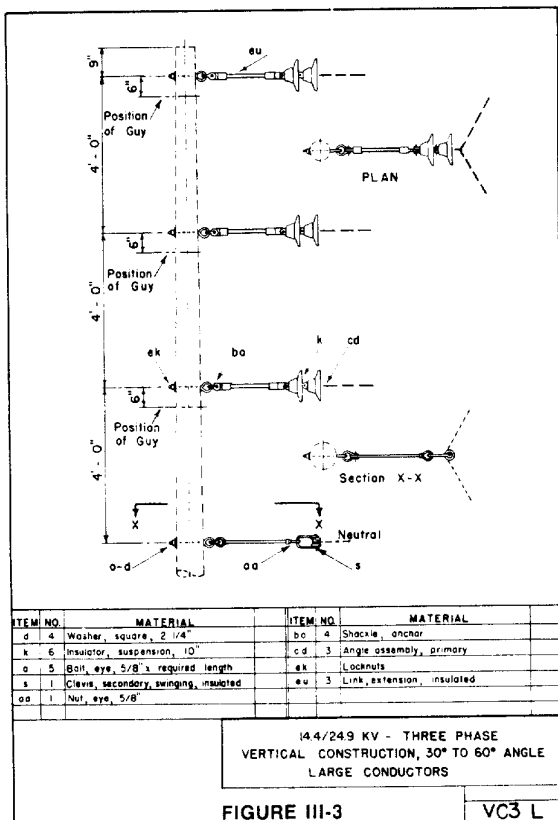 9"
eu
6"
Position
of Guy
4'-0"
PLAN
6"
Position
of Guy
4'-0"
ek
ba
k
cd
6"
Position
of Guy
4'-0"
Section X-X
X
X
Neutral
a-d
aa
s
ITEM NO. MATERIAL ITEM NO. MATERIAL
d 4 Washer, square, 2 1/4" bo 4 Shackle, anchor
k 6 Insulator, suspension, 10" cd 3 Angle assembly, primary
a 5 Bolt, eye, 5/8" x required length ek Locknuts
s 1 Clevis, secondary, swinging, insulated eu 3 Link, extension, insulated
aa 1 Nut, eye, 5/8"
14.4/24.9 KV - THREE PHASE
VERTICAL CONSTRUCTION, 30° TO 60° ANGLE
LARGE CONDUCTORS
FIGURE III-3
VC3 L